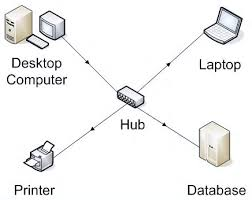 Desktop
Computer
Laptop
Hub
Printer
Database